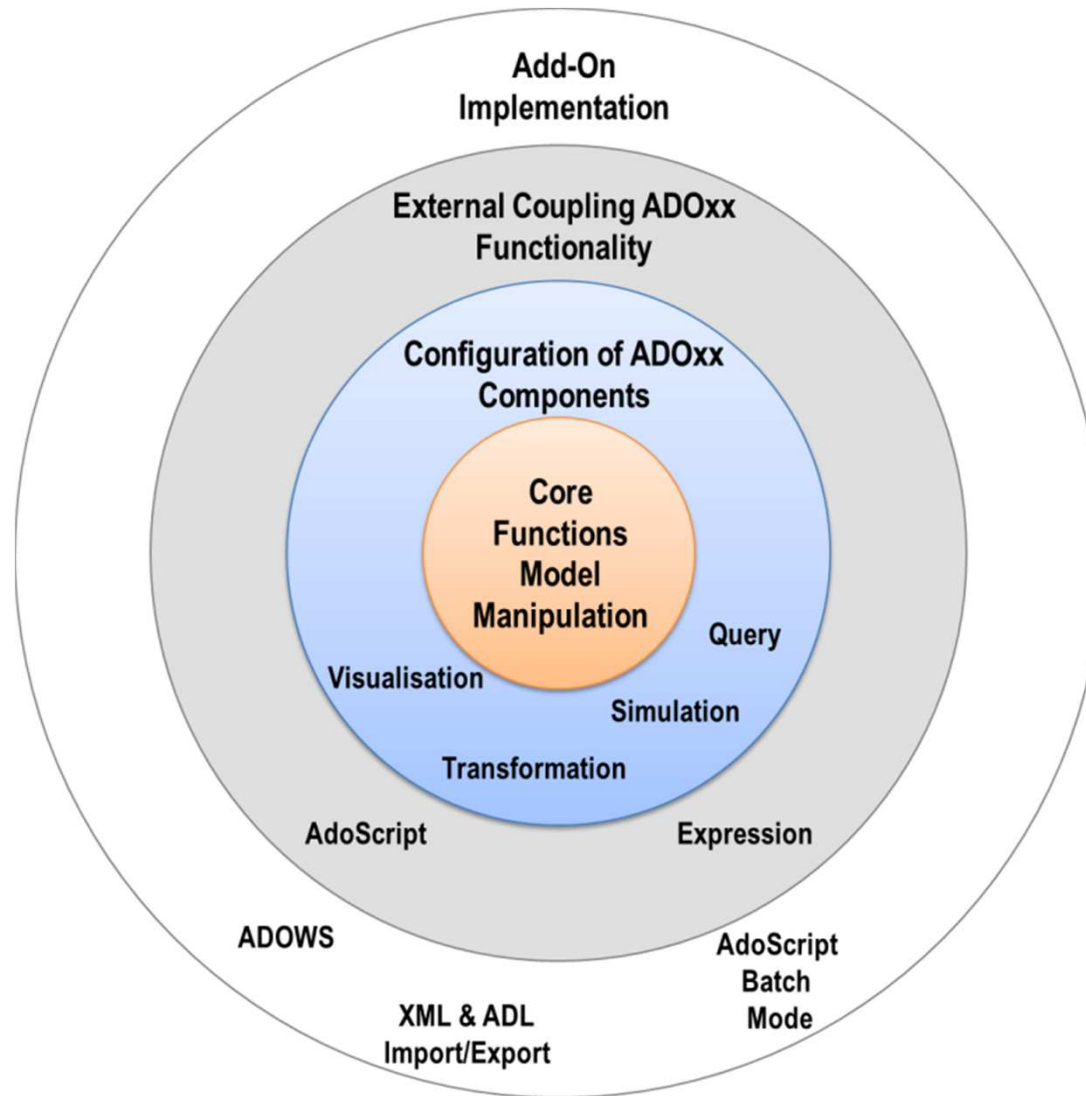 Add-On
Implementation
External Coupling ADOxx
Functionality
Configuration of ADOxx
Components
Core
Functions
Model
Manipulation
Query
Visualisation
Simulation
Transformation
AdoScript
Expression
ADOWS
AdoScript
Batch
Mode
XML & ADL
Import/Export